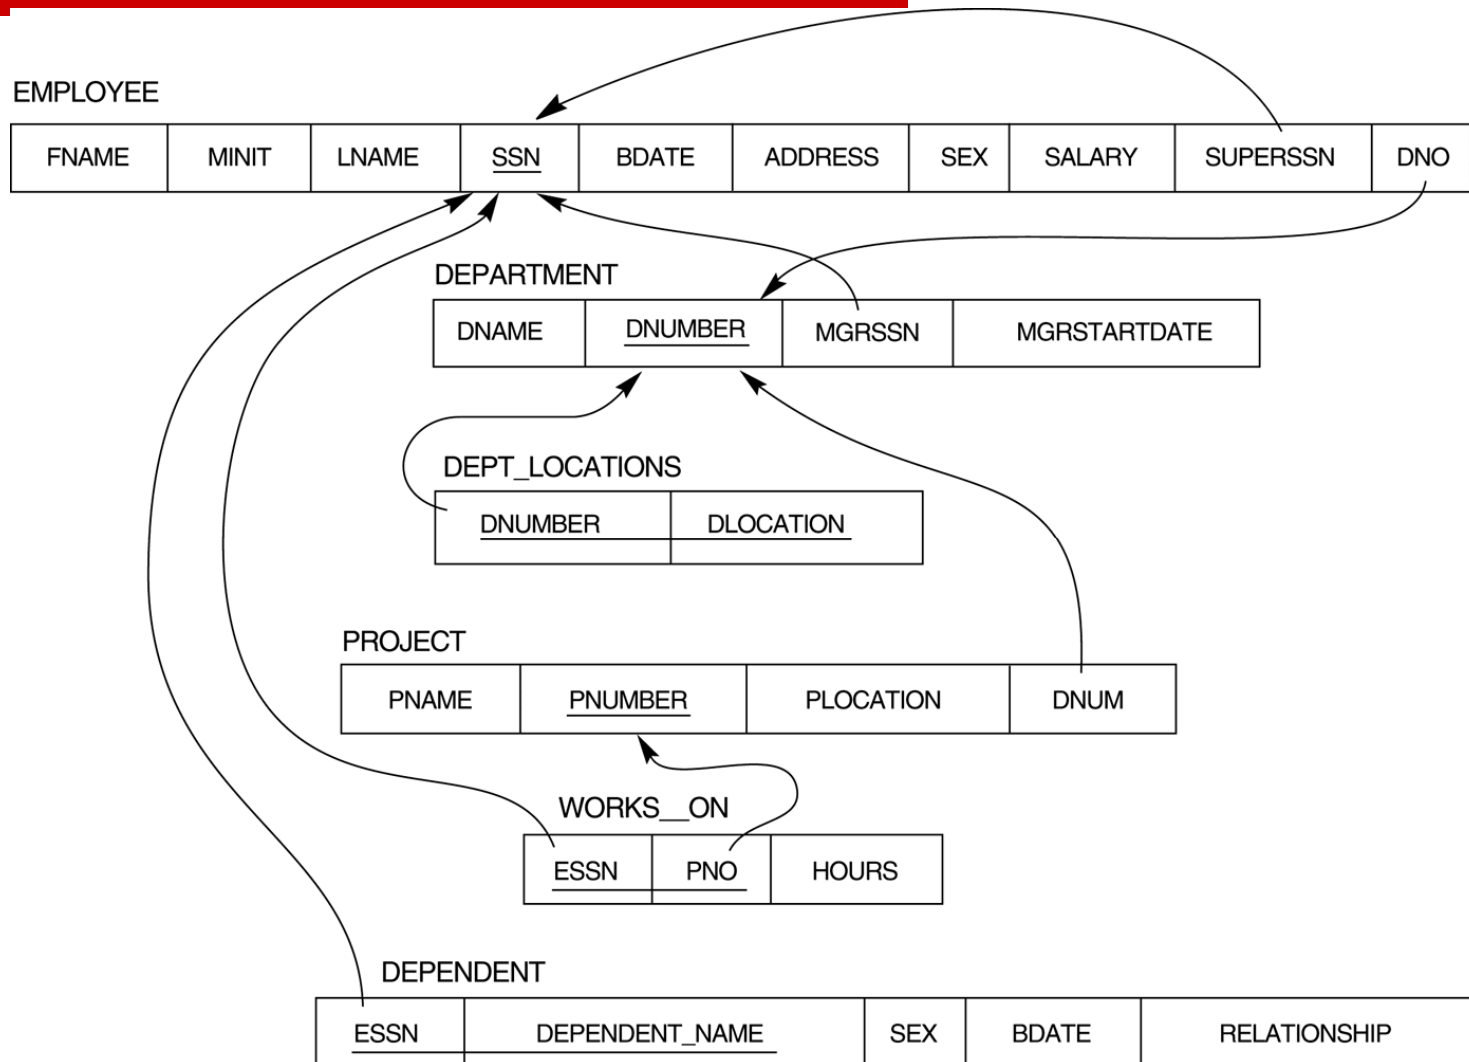 EMPLOYEE
FNAME MINIT LNAME SSN BDATE ADDRESS SEX SALARY SUPERSSN DNO
DEPARTMENT
DNAME DNUMBER MGRSSN MGRSTARTDATE
DEPT_LOCATIONS
DNUMBER DLOCATION
PROJECT
PNAME PNUMBER PLOCATION DNUM
WORKS__ON
ESSN PNO HOURS
DEPENDENT
ESSN DEPENDENT_NAME SEX BDATE RELATIONSHIP